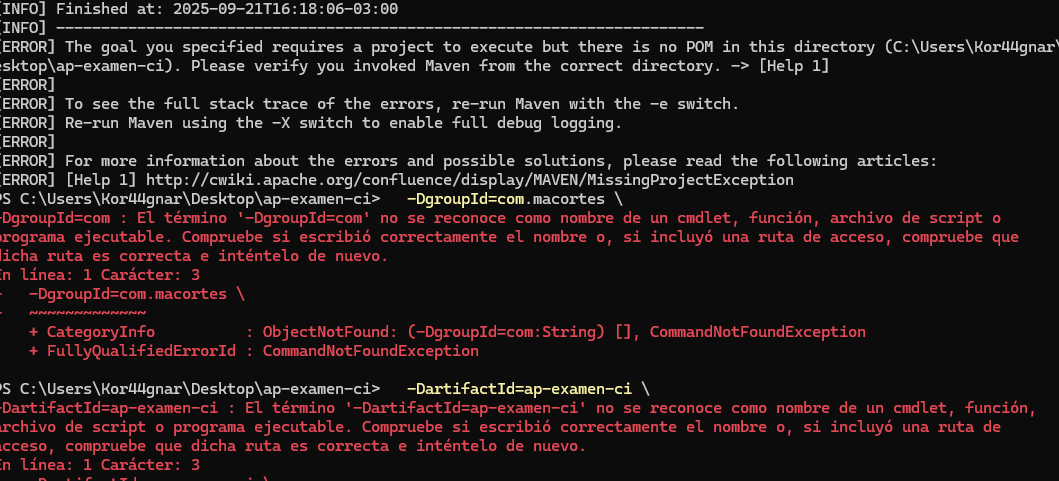 [INFO] Finished at: 2025-09-21T16:18:06-03:00
[INFO] ------------------------------------------------------------------------
[ERROR] The goal you specified requires a project to execute but there is no POM in this directory (C:\Users\Kor44gnar\
esktop\ap-examen-ci). Please verify you invoked Maven from the correct directory. -> [Help 1]
[ERROR]
[ERROR] To see the full stack trace of the errors, re-run Maven with the -e switch.
[ERROR] Re-run Maven using the -X switch to enable full debug logging.
[ERROR]
[ERROR] For more information about the errors and possible solutions, please read the following articles:
[ERROR] [Help 1] http://cwiki.apache.org/confluence/display/MAVEN/MissingProjectException
PS C:\Users\Kor44gnar\Desktop\ap-examen-ci>   -DgroupId=com.macortes \
-DgroupId=com : El término '-DgroupId=com' no se reconoce como nombre de un cmdlet, función, archivo de script o
programa ejecutable. Compruebe si escribió correctamente el nombre o, si incluyó una ruta de acceso, compruebe que
dicha ruta es correcta e inténtelo de nuevo.
En línea: 1 Carácter: 3
+   -DgroupId=com.macortes \
+   ~~~~~~~~~~~~~
    + CategoryInfo          : ObjectNotFound: (-DgroupId=com:String) [], CommandNotFoundException
    + FullyQualifiedErrorId : CommandNotFoundException
PS C:\Users\Kor44gnar\Desktop\ap-examen-ci>   -DartifactId=ap-examen-ci \
-DartifactId=ap-examen-ci : El término '-DartifactId=ap-examen-ci' no se reconoce como nombre de un cmdlet, función,
archivo de script o programa ejecutable. Compruebe si escribió correctamente el nombre o, si incluyó una ruta de
acceso, compruebe que dicha ruta es correcta e inténtelo de nuevo.
En línea: 1 Carácter: 3